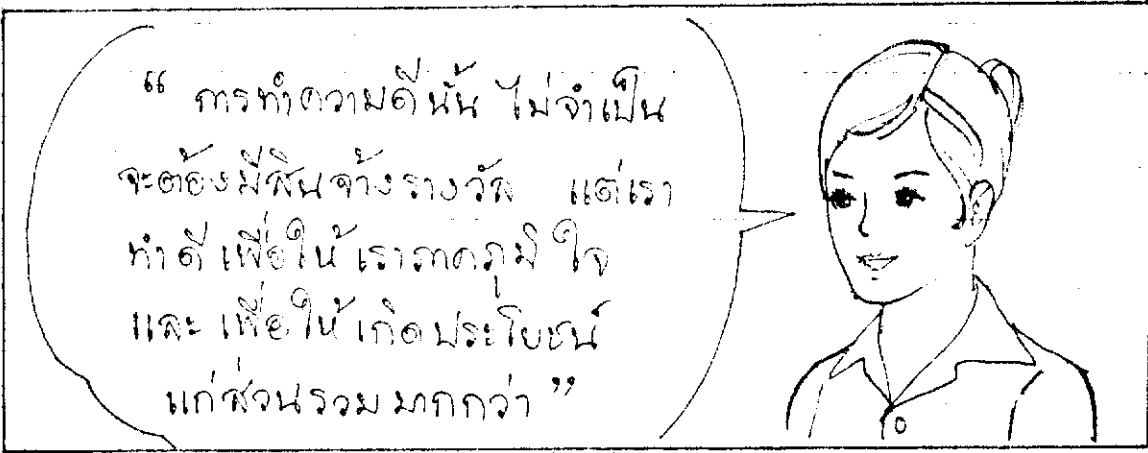 “ การทำความดีนั้น ไม่จำเป็น
จะต้องมีสินจ้างรางวัล แต่เรา
ทำดี เพื่อให้ เราภาคภูมิ ใจ
และ เพื่อให้ เกิดประโยชน์
แก่ส่วนรวม มากกว่า ”